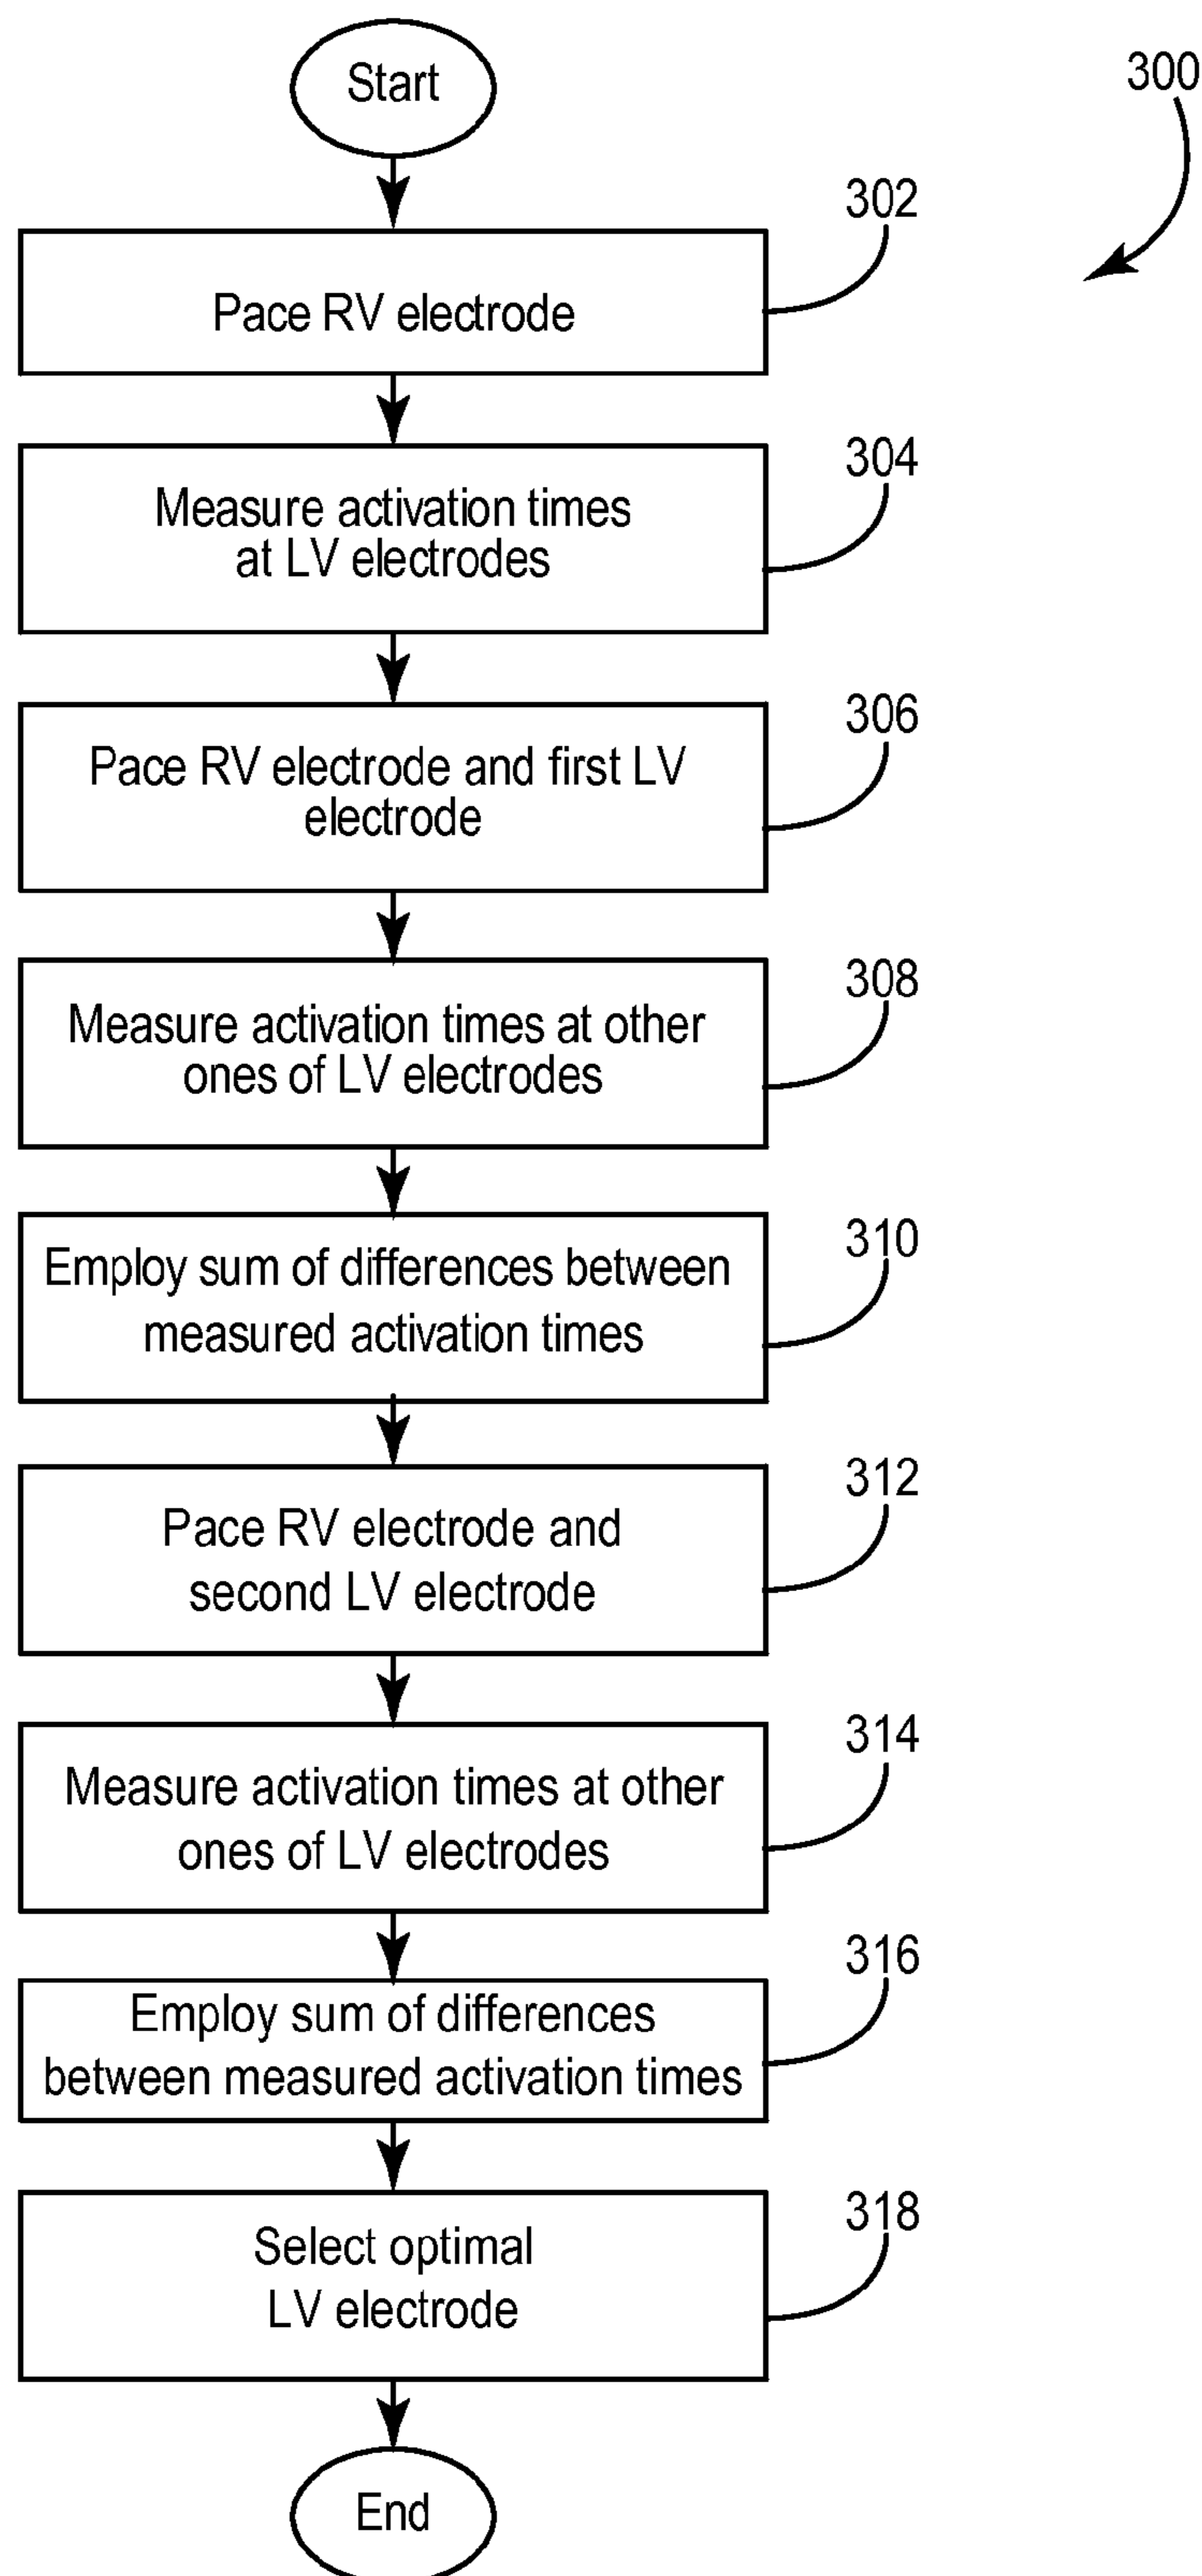 Start
300
302
Pace RV electrode
304
Measure activation times
at LV electrodes
306
Pace RV electrode and first LV
electrode
308
Measure activation times at other
ones of LV electrodes
310
Employ sum of differences between
measured activation times
312
Pace RV electrode and
second LV electrode
314
Measure activation times at other
ones of LV electrodes
316
Employ sum of differences
between measured activation times
318
Select optimal
LV electrode
End